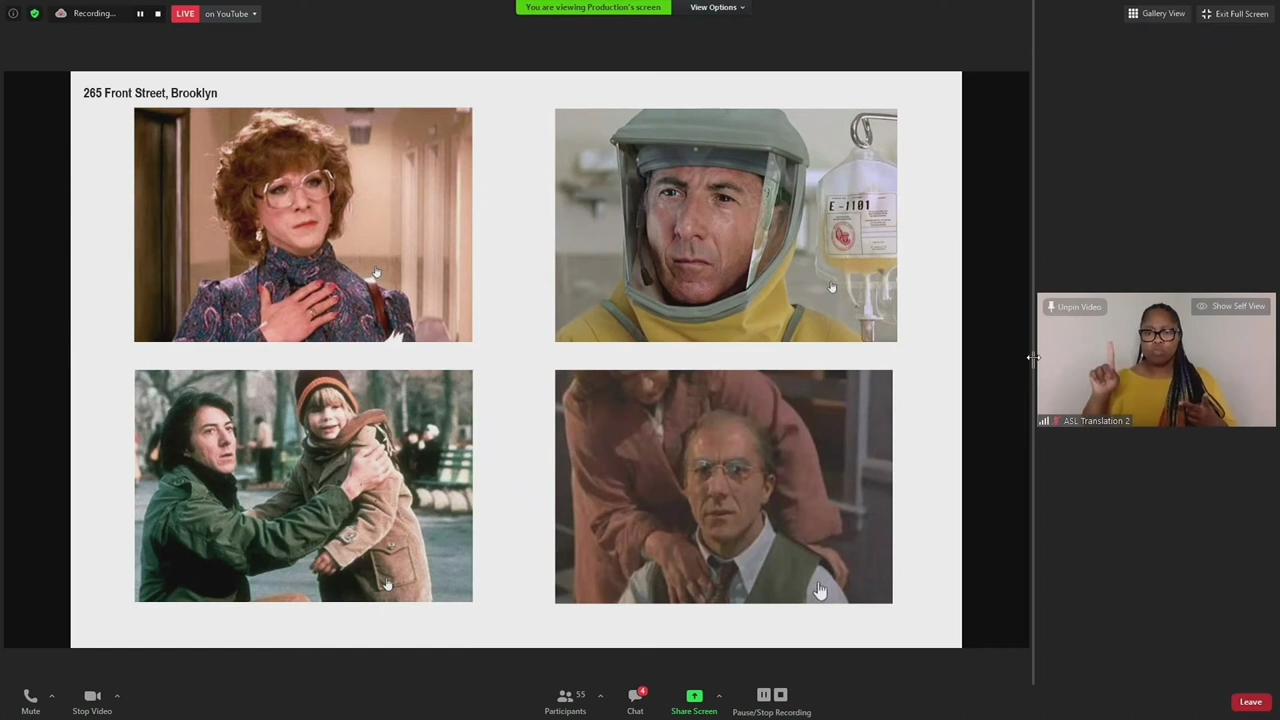 Recording...
LIVE on YouTube
You are viewing Production's screen
View Options
Gallery View
Exit Full Screen
265 Front Street, Brooklyn
E-1101
Unpin Video
Show Self View
ASL Translation 2
Mute
Stop Video
55
Participants
4
Chat
Share Screen
Pause/Stop Recording
Leave